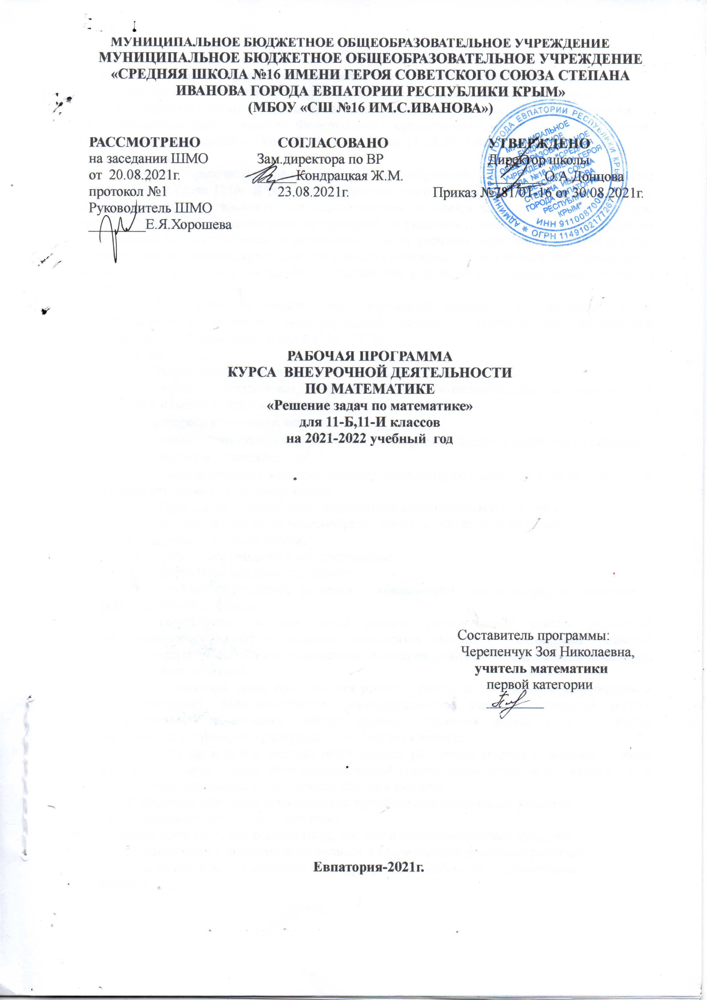 МУНИЦИПАЛЬНОЕ БЮДЖЕТНОЕ ОБЩЕОБРАЗОВАТЕЛЬНОЕ УЧРЕЖДЕНИЕ
МУНИЦИПАЛЬНОЕ БЮДЖЕТНОЕ ОБЩЕОБРАЗОВАТЕЛЬНОЕ УЧРЕЖДЕНИЕ
«СРЕДНЯЯ ШКОЛА №16 ИМЕНИ ГЕРОЯ СОВЕТСКОГО СОЮЗА СТЕПАНА
ИВАНОВА ГОРОДА ЕВПАТОРИИ РЕСПУБЛИКИ КРЫМ»
(МБОУ «СШ №16 ИМ.С.ИВАНОВА»)
РАССМОТРЕНО
на заседании ШМО
от 20.08.2021г.
протокол №1
Руководитель ШМО
Е.Я.Хорошева
СОГЛАСОВАНО
Зам.директора по ВР
Кондрацкая Ж.М.
23.08.2021г.
УТВЕРЖДЕНО
Директор школы
О.А.Донцова
Приказ №781/01-16 от 30.08.2021г.
АДМИНИСТРАЦИЯ ГОРОДА ЕВПАТОРИИ РЕСПУБЛИКИ КРЫМ * ОГРН 1149102177267 *
МУНИЦИПАЛЬНОЕ
БЮДЖЕТНОЕ
ОБЩЕОБРАЗОВАТЕЛЬНОЕ
УЧРЕЖДЕНИЕ "СРЕДНЯЯ
ШКОЛА №16 ИМЕНИ ГЕРОЯ
СОВЕТСКОГО СОЮЗА
СТЕПАНА ИВАНОВА
ГОРОДА ЕВПАТОРИИ
РЕСПУБЛИКИ
КРЫМ"
ИНН 9110087000
РАБОЧАЯ ПРОГРАММА
КУРСА ВНЕУРОЧНОЙ ДЕЯТЕЛЬНОСТИ
ПО МАТЕМАТИКЕ
«Решение задач по математике»
для 11-Б,11-И классов
на 2021-2022 учебный год
Составитель программы:
Черепенчук Зоя Николаевна,
учитель математики
первой категории
Евпатория-2021г.